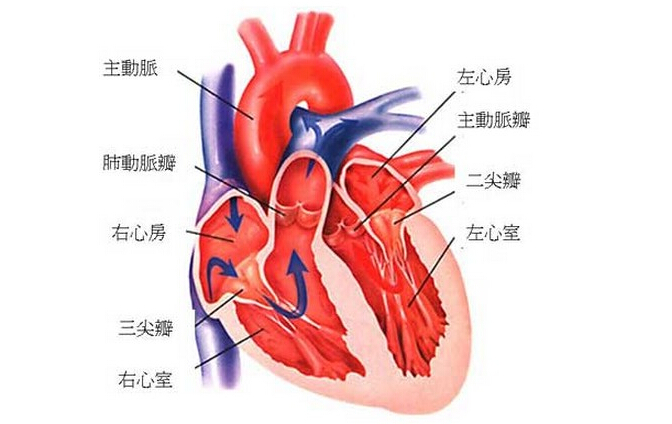 主動脈
肺動脈瓣
右心房
三尖瓣
右心室
左心房
主動脈瓣
二尖瓣
左心室